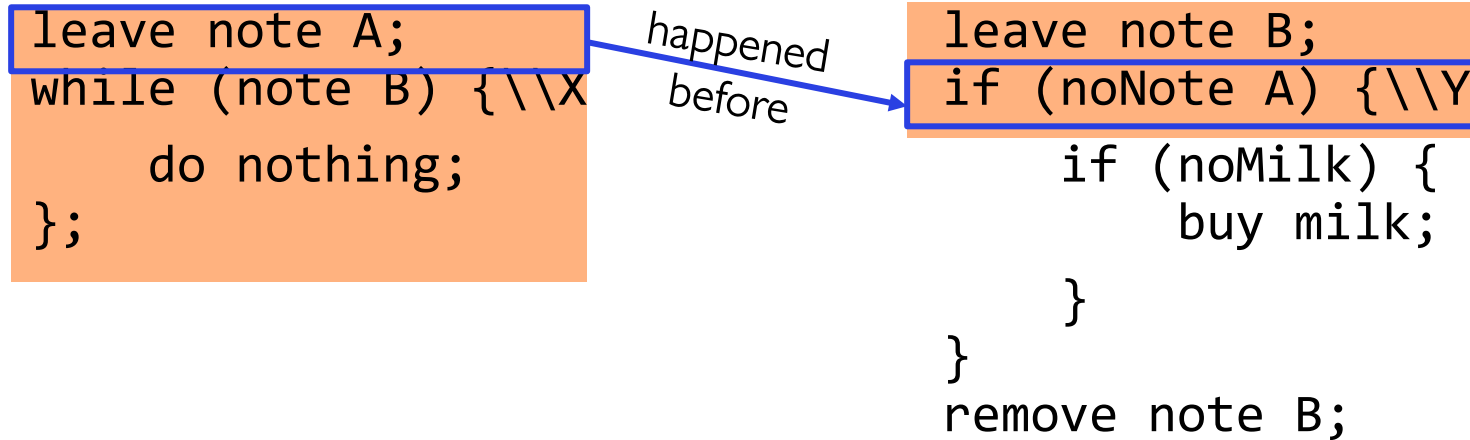 leave note A;
while (note B) {\\X
do nothing;
};
happened
before
leave note B;
if (noNote A) {\\Y
if (noMilk) {
buy milk;
}
}
remove note B;